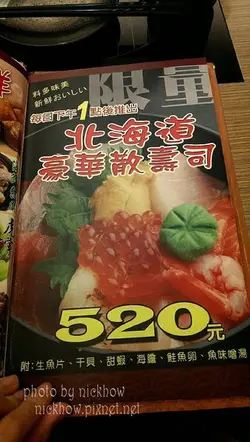 料多味美
新鮮おいしい
限量
每日下午1點後推出
北海道
豪華散壽司
520元
附:生魚片、干貝、甜蝦、海膽、鮭魚卵、魚味噌湯
photo by nickhow
nickhow.pixnet.net